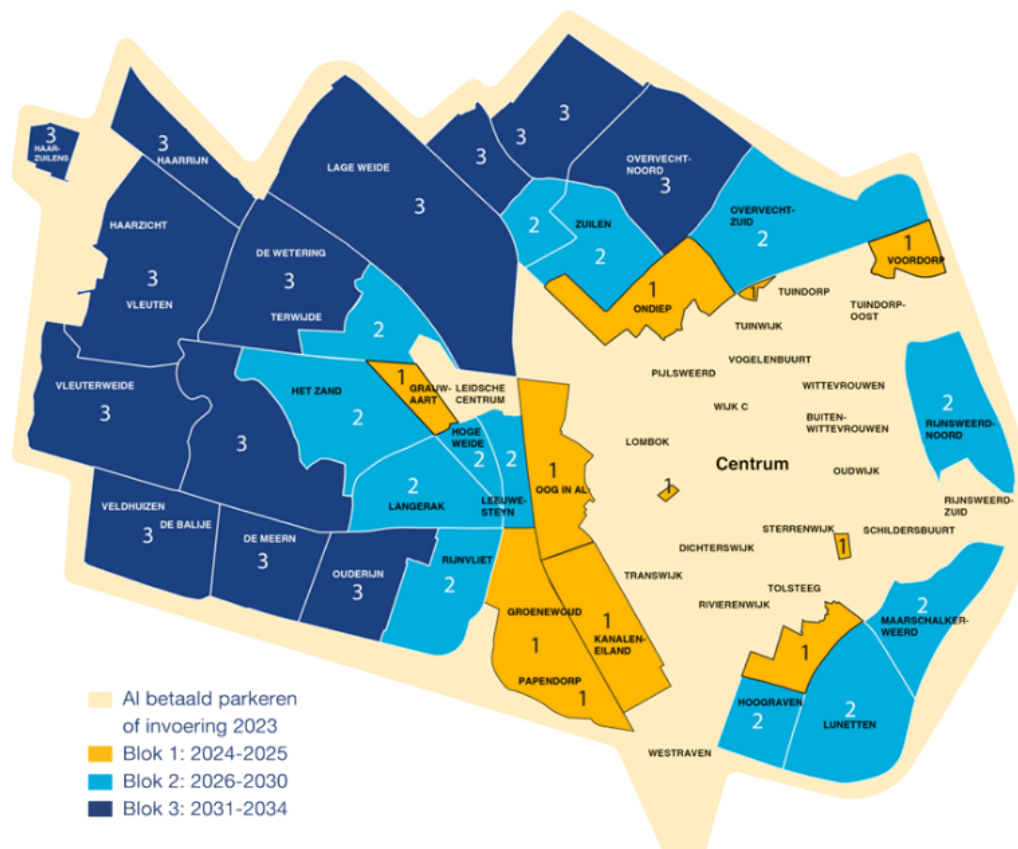 3
HAAR-
ZUILENS
3
HAARRIJN
LAGE WEIDE
3
3
3
3
OVERVECHT-
NOORD
3
HAARZICHT
3
VLEUTEN
DE WETERING
3
TERWIJDE
2
2
ZUILEN
2
OVERVECHT-
ZUID
2
1
VOORDORP
1
ONDIEP
1
TUINDORP
TUINDORP-
OOST
TUINWIJK
VLEUTERWEIDE
3
3
HET ZAND
2
1
GRAUW-
AART
LEIDSCHE
CENTRUM
HOGE
WEIDE
2
2
LEEUWE-
STEYN
2
LANGERAK
1
OOG IN AL
PIJLSWEERD
VOGELENBUURT
WITTEVROUWEN
WIJK C
BUITEN-
WITTEVROUWEN
LOMBOK
Centrum
OUDWIJK
2
RIJNSWEERD-
NOORD
RIJNSWEERD-
ZUID
1
STERRENWIJK
1
SCHILDERSBUURT
VELDHUIZEN
DE BALIJE
3
DE MEERN
3
OUDERIJN
3
RIJNVLIET
2
DICHTERSWIJK
TRANSWIJK
TOLSTEEG
RIVIERENWIJK
GROENEWOUD
1
PAPENDORP
1
1
KANALEN-
EILAND
1
2
MAARSCHALKER-
WEERD
HOOGRAVEN
2
2
LUNETTEN
WESTRAVEN
Al betaald parkeren
of invoering 2023
Blok 1: 2024-2025
Blok 2: 2026-2030
Blok 3: 2031-2034